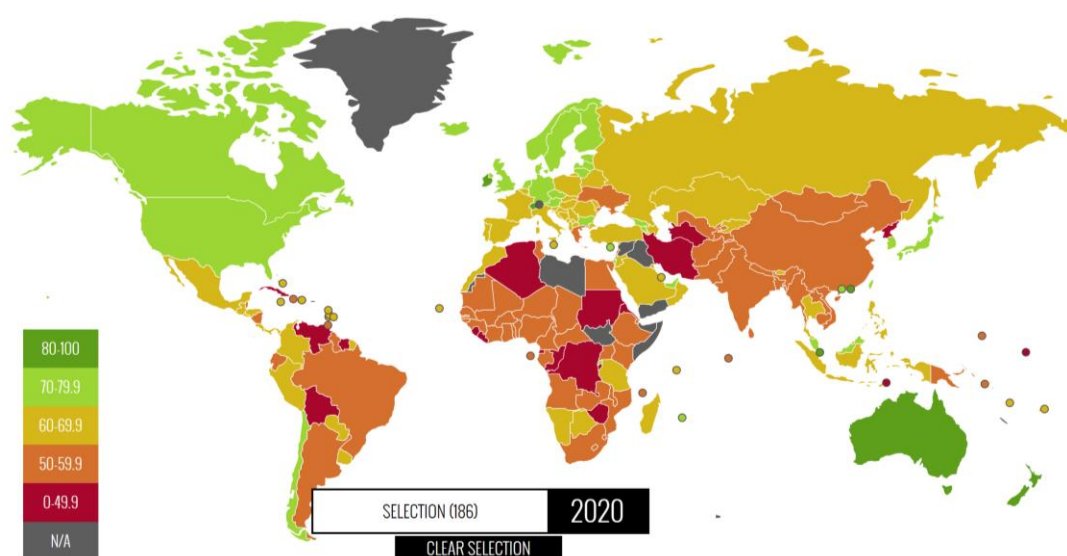 80-100
70-79.9
60-69.9
50-59.9
0-49.9
N/A
SELECTION (186)
2020
CLEAR SELECTION